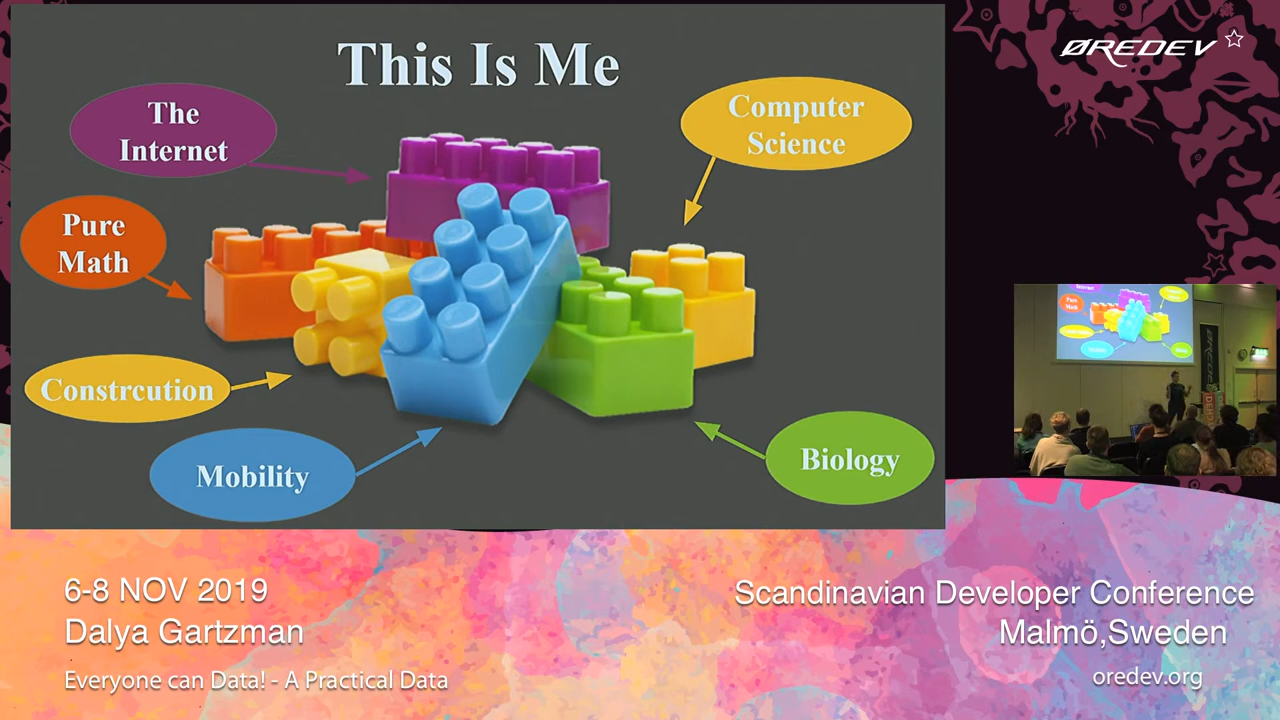 This Is Me
The
Internet
Computer
Science
Pure
Math
Constrcution
Mobility
Biology
ØREDEV
6-8 NOV 2019
Dalya Gartzman
Everyone can Data! - A Practical Data
Scandinavian Developer Conference
Malmö,Sweden
oredev.org